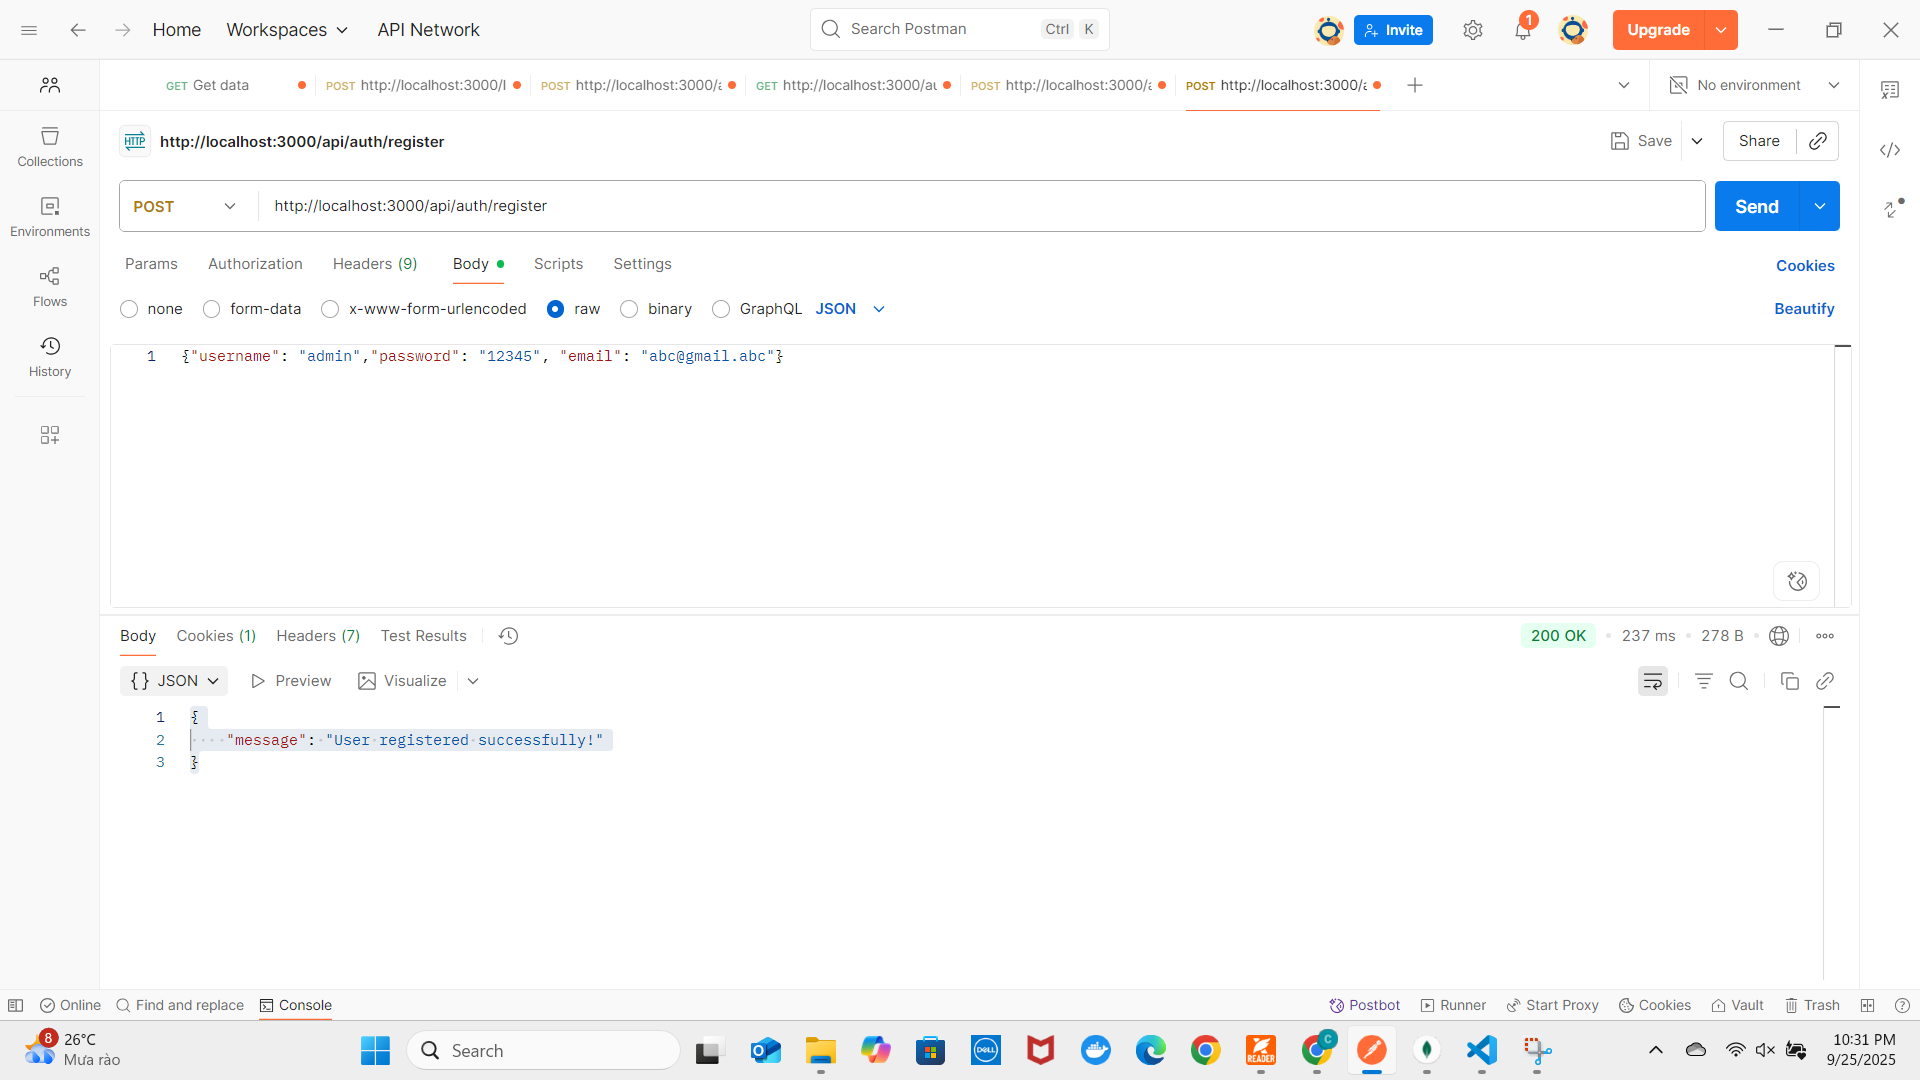 Home
Workspaces
API Network
Search Postman
Ctrl
K
Invite
1
Upgrade
GET Get data
POST http://localhost:3000/l
POST http://localhost:3000/a
GET http://localhost:3000/au
POST http://localhost:3000/a
POST http://localhost:3000/a
No environment
HTTP
http://localhost:3000/api/auth/register
Save
Share
Collections
Environments
Flows
History
POST
http://localhost:3000/api/auth/register
Send
Params
Authorization
Headers (9)
Body
Scripts
Settings
Cookies
none
form-data
x-www-form-urlencoded
raw
binary
GraphQL
JSON
Beautify
1 {"username": "admin","password": "12345", "email": "abc@gmail.abc"}
Body
Cookies (1)
Headers (7)
Test Results
200 OK
237 ms
278 B
{} JSON
Preview
Visualize
1 {
2 ····"message":·"User·registered·successfully!"
3 }
Online
Find and replace
Console
Postbot
Runner
Start Proxy
Cookies
Vault
Trash
8
26°C
Mưa rào
Search
DELL
READER
C
10:31 PM
9/25/2025